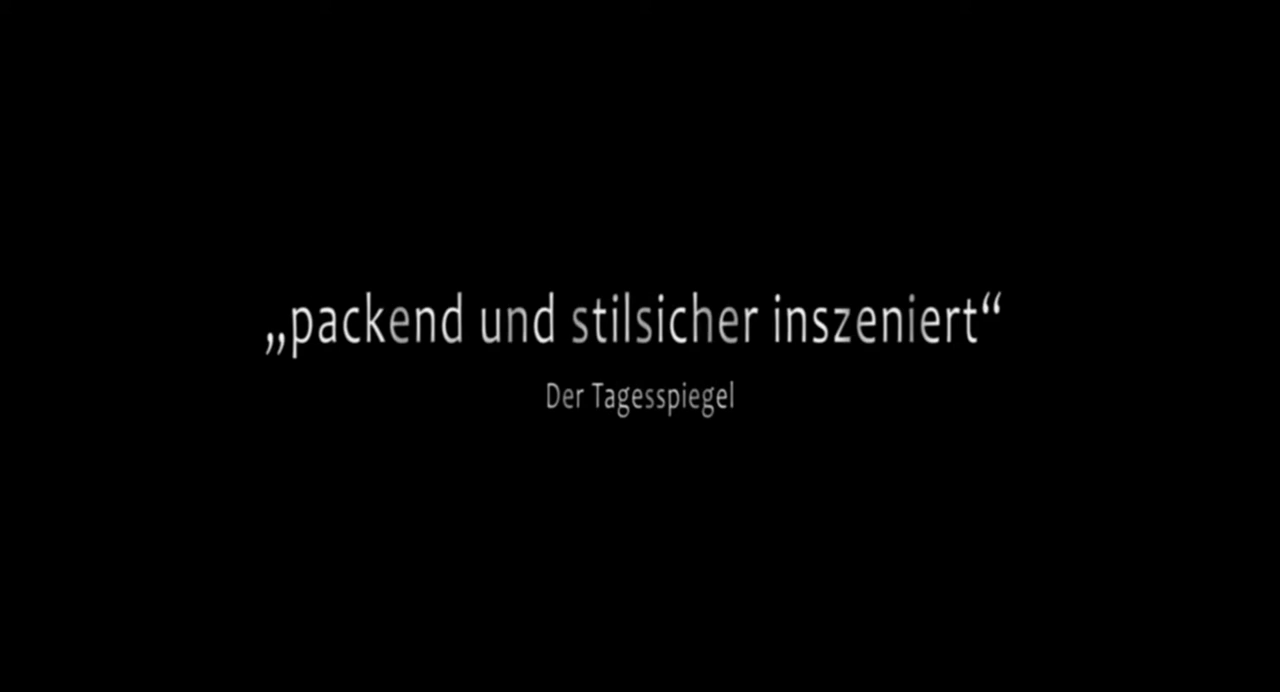 „packend und stilsicher inszeniert“
Der Tagesspiegel